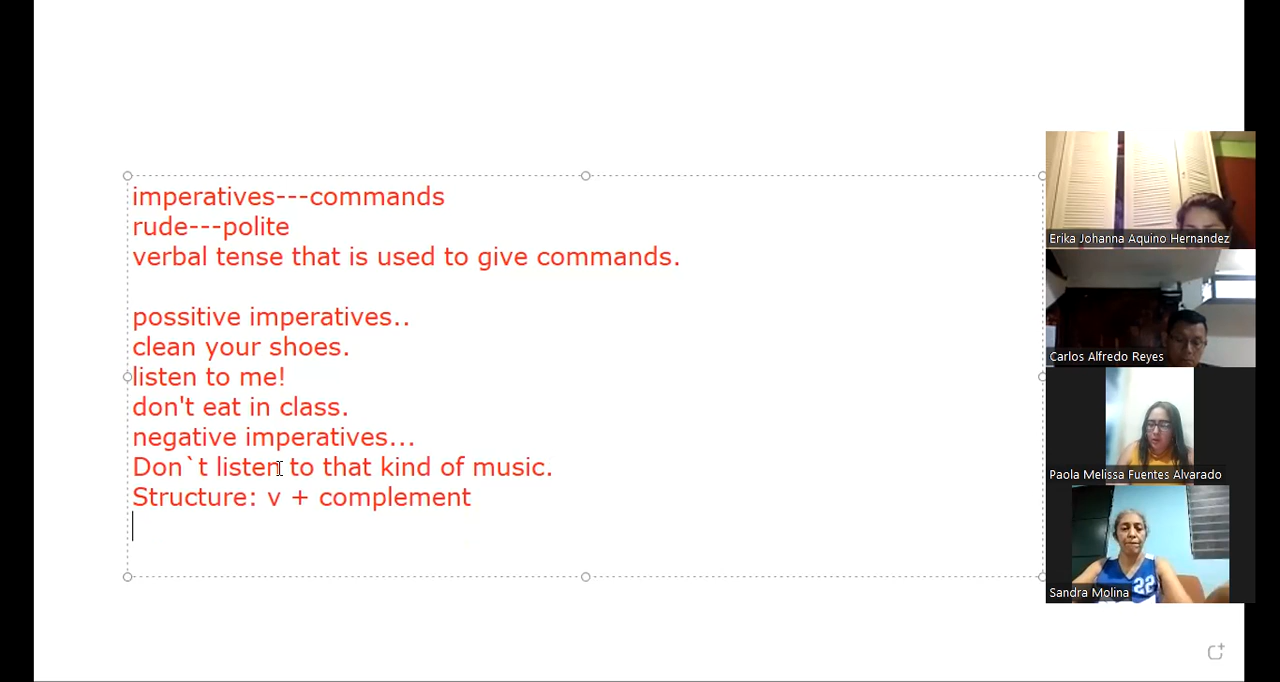 imperatives---commands
rude---polite
verbal tense that is used to give commands.
possitive imperatives..
clean your shoes.
listen to me!
don't eat in class.
negative imperatives...
Don`t listen to that kind of music.
Structure: v + complement
Erika Johanna Aquino Hernandez
Carlos Alfredo Reyes
Paola Melissa Fuentes Alvarado
22
Sandra Molina